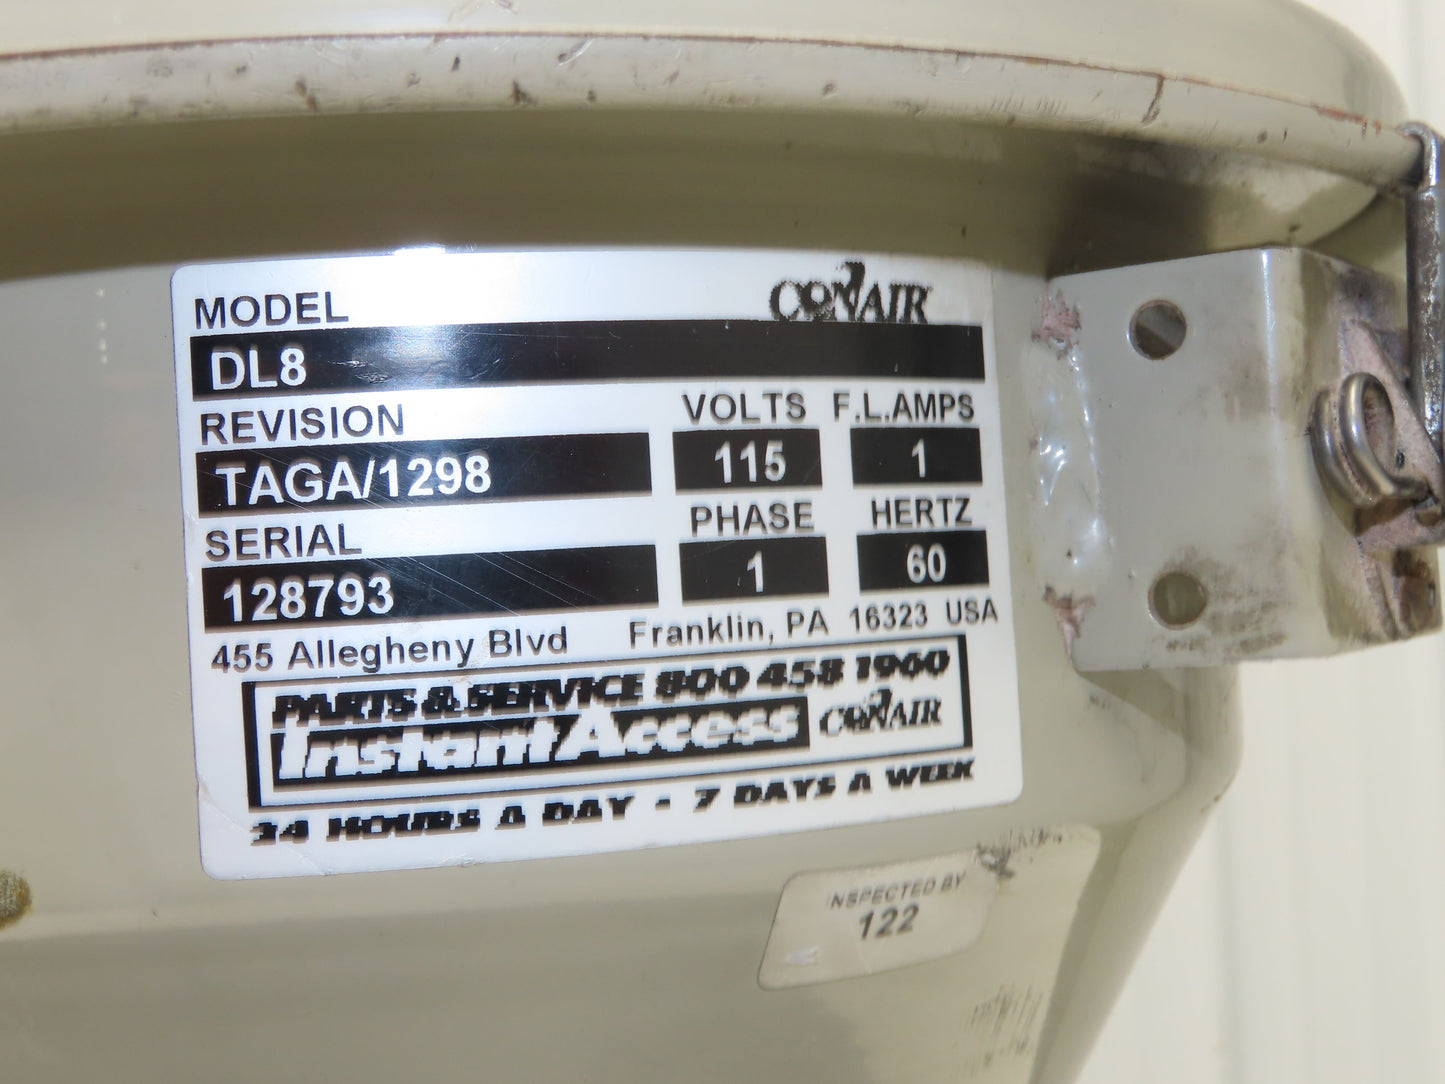 MODEL CONAIR
DL8
REVISION VOLTS F.L.AMPS
TAGA/1298 115 1
SERIAL PHASE HERTZ
128793 1 60
455 Allegheny Blvd Franklin, PA 16323 USA
PARTS & SERVICE 800 458 1960
Instant Access CONAIR
24 HOURS A DAY - 7 DAYS A WEEK
INSPECTED BY
122